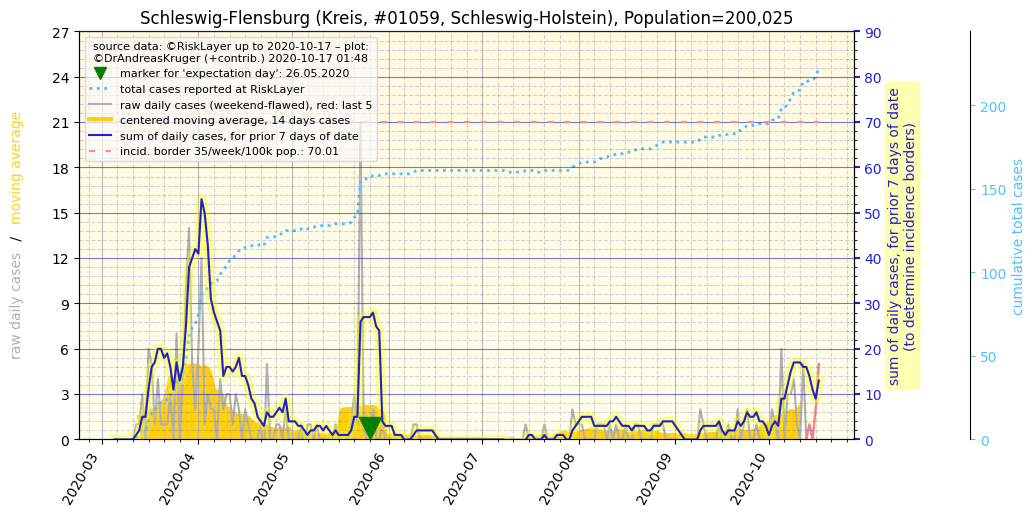 Schleswig-Flensburg (Kreis, #01059, Schleswig-Holstein), Population=200,025
source data: ©RiskLayer up to 2020-10-17 – plot:
©DrAndreasKruger (+contrib.) 2020-10-17 01:48
marker for 'expectation day': 26.05.2020
total cases reported at RiskLayer
raw daily cases (weekend-flawed), red: last 5
centered moving average, 14 days cases
sum of daily cases, for prior 7 days of date
incid. border 35/week/100k pop.: 70.01
raw daily cases / moving average
27
24
21
18
15
12
9
6
3
0
90
80
70
60
50
40
30
20
10
0
sum of daily cases, for prior 7 days of date
(to determine incidence borders)
200
150
100
50
0
cumulative total cases
2020-03
2020-04
2020-05
2020-06
2020-07
2020-08
2020-09
2020-10